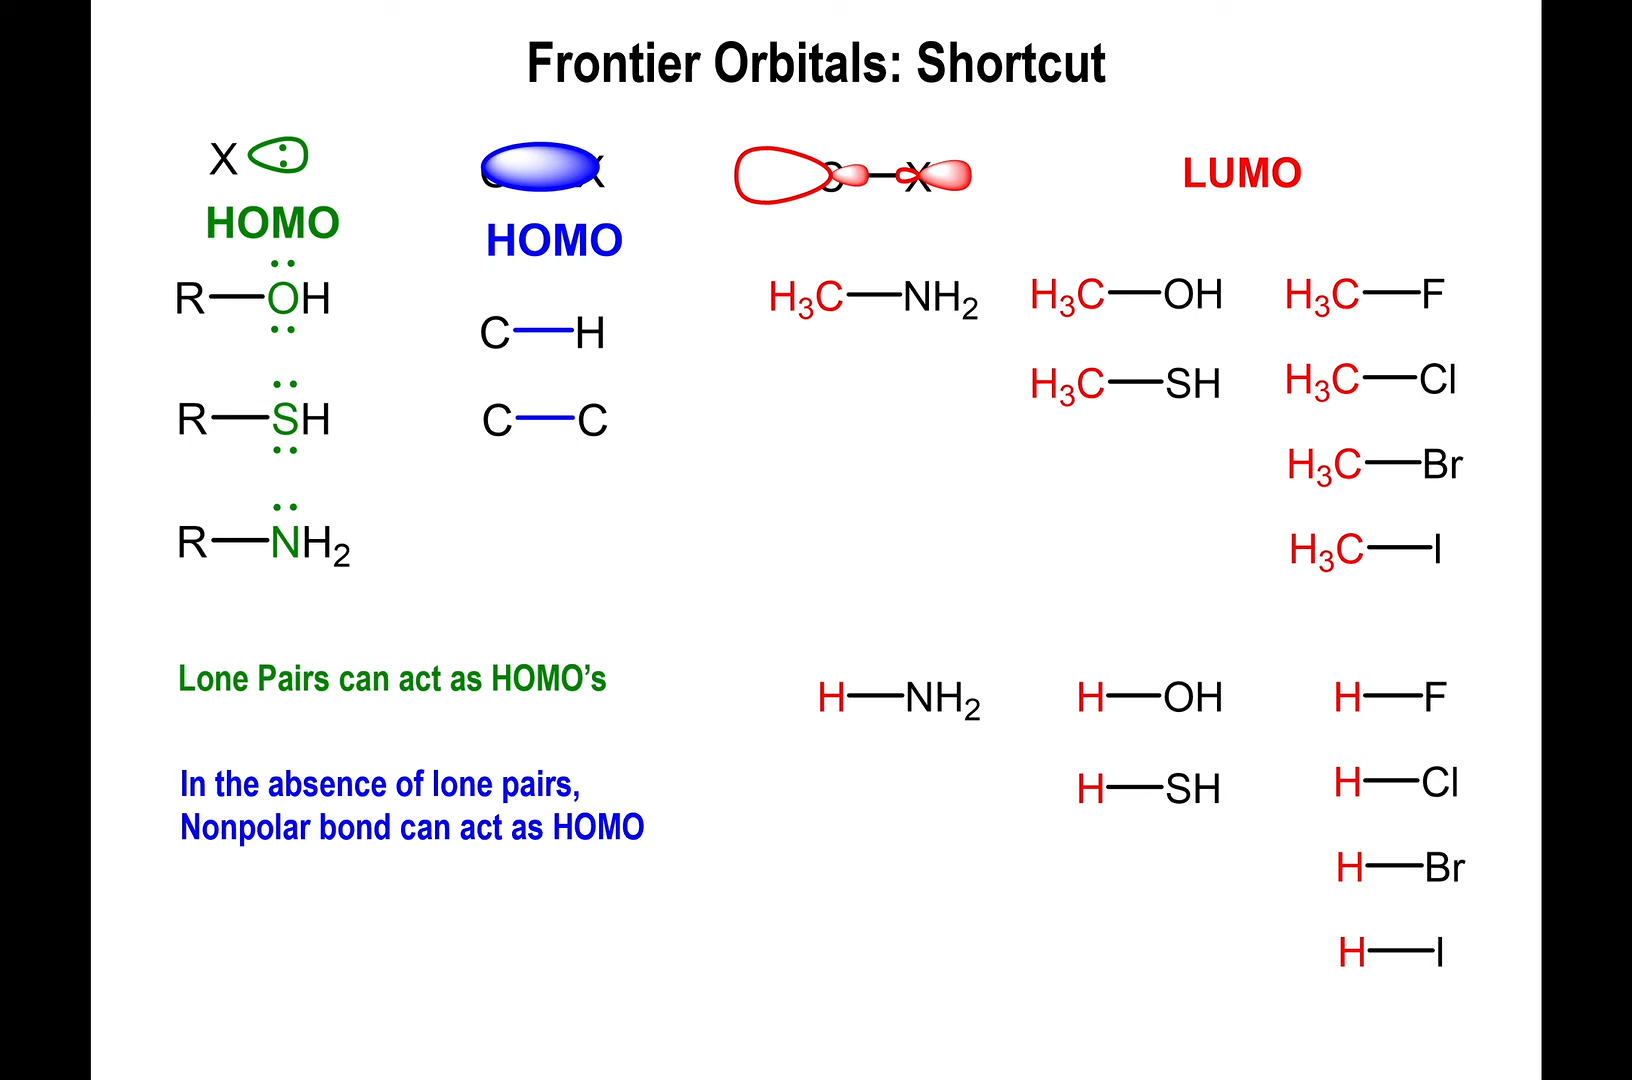 Frontier Orbitals: Shortcut
X :
HOMO
R—OH
R—SH
R—NH2
C X
HOMO
C—H
C—C
C—X
LUMO
H3C—NH2
H3C—OH
H3C—F
H3C—SH
H3C—Cl
H3C—Br
H3C—I
Lone Pairs can act as HOMO’s
In the absence of lone pairs,
Nonpolar bond can act as HOMO
H—NH2
H—OH
H—F
H—SH
H—Cl
H—Br
H—I